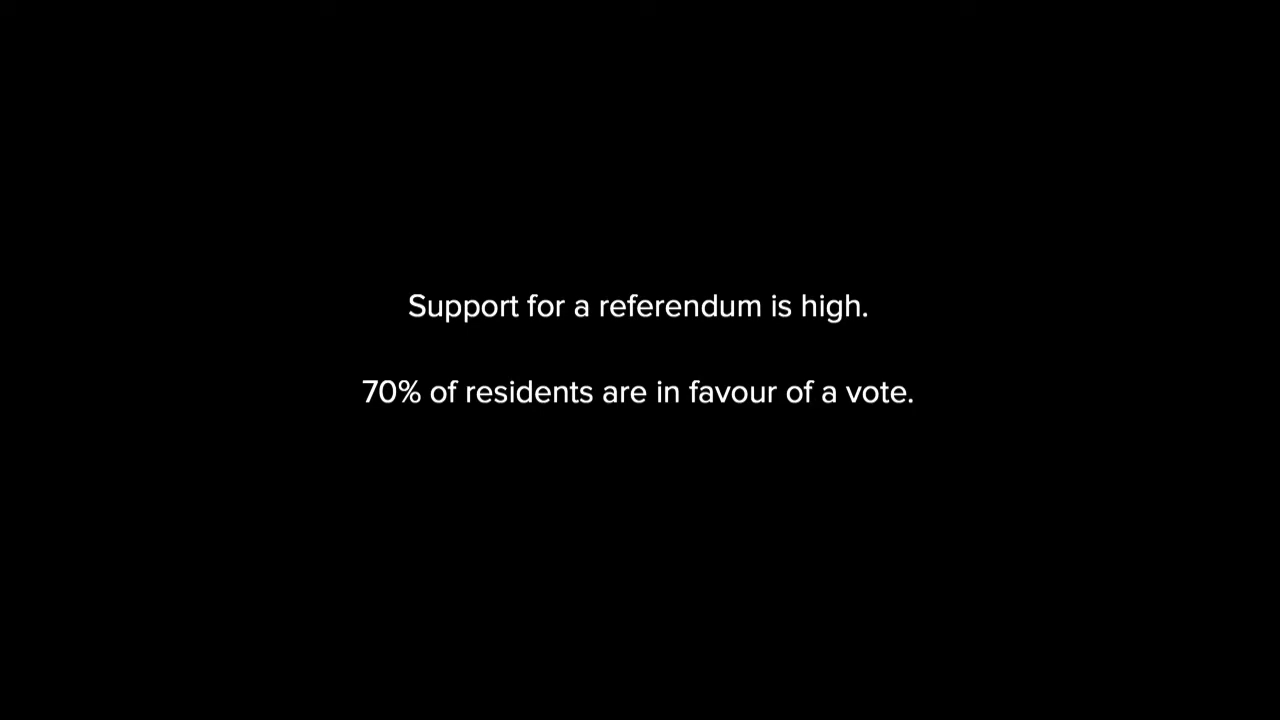 Support for a referendum is high.
70% of residents are in favour of a vote.